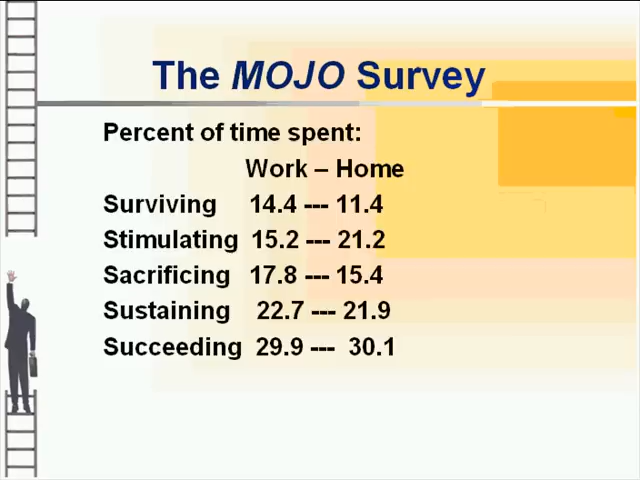 The MOJO Survey
Percent of time spent:
Work – Home
Surviving 14.4 --- 11.4
Stimulating 15.2 --- 21.2
Sacrificing 17.8 --- 15.4
Sustaining 22.7 --- 21.9
Succeeding 29.9 --- 30.1